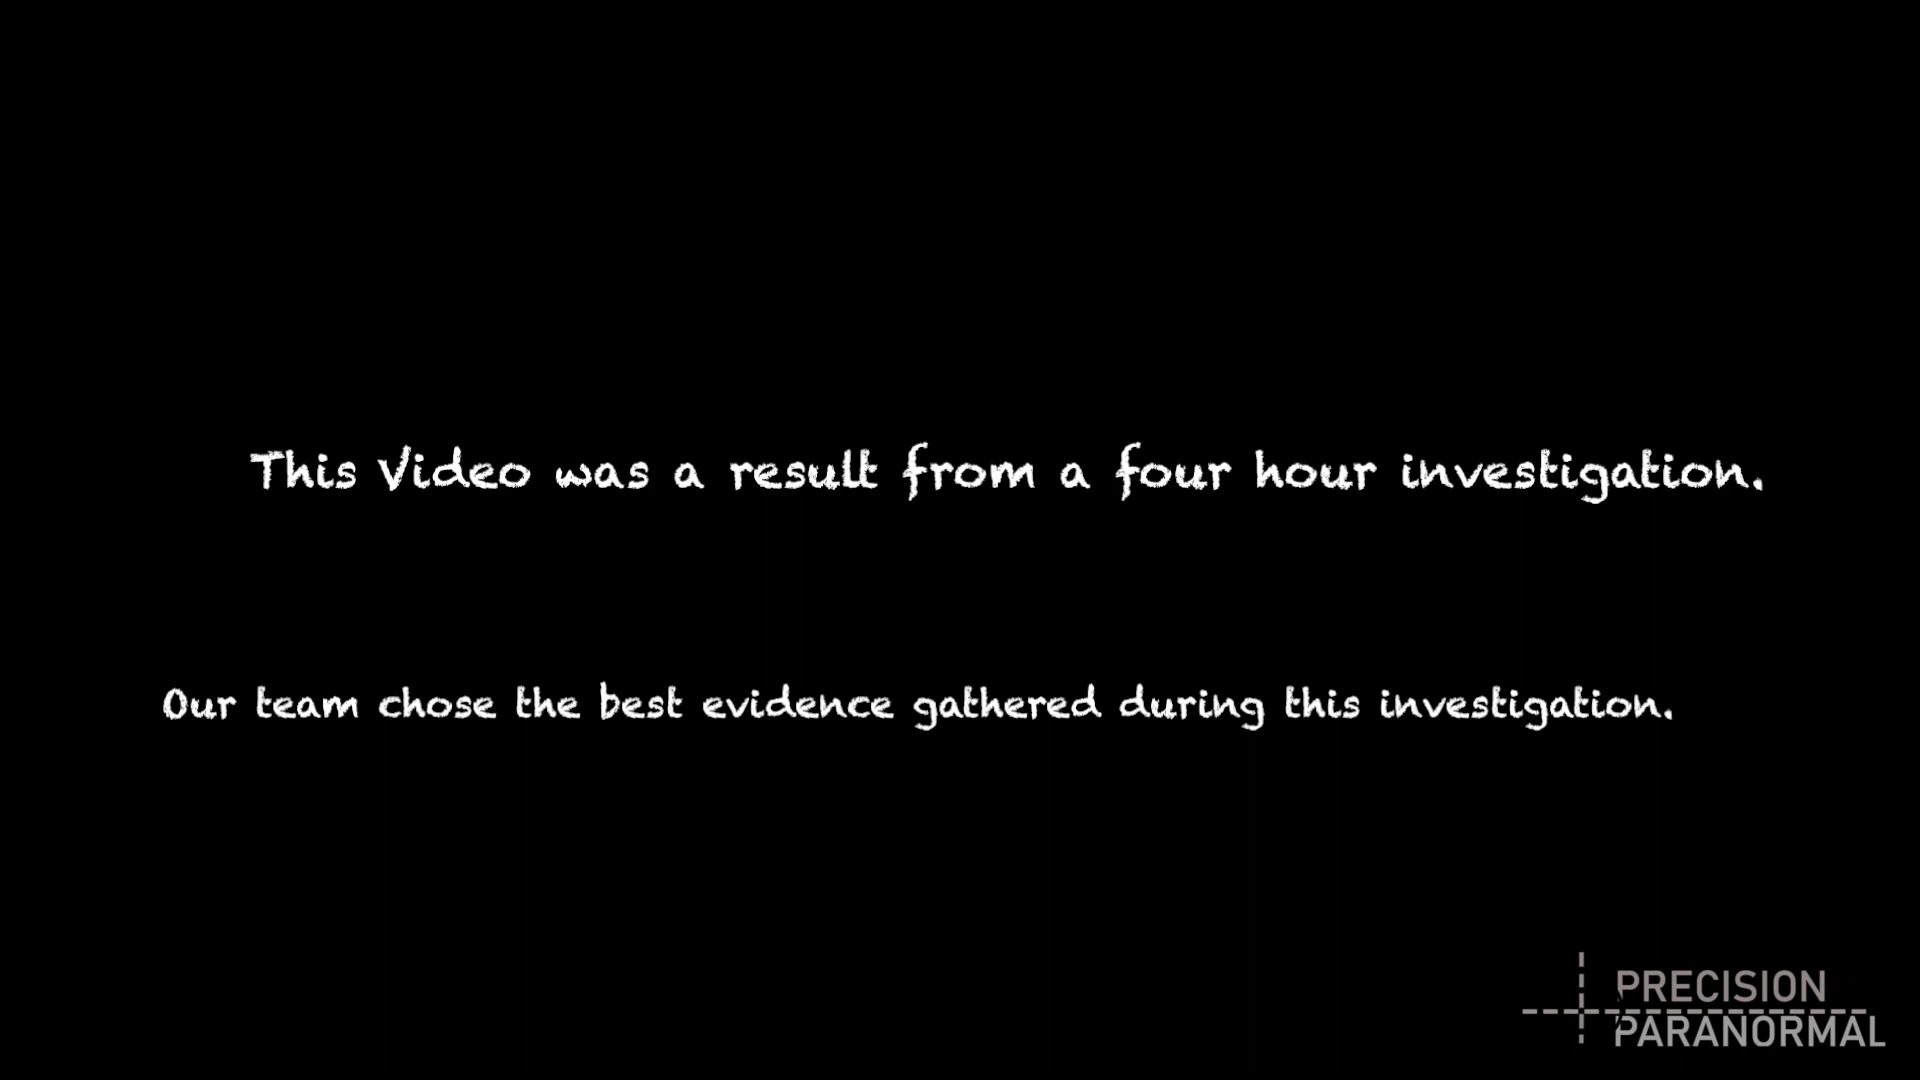 This Video was a result from a four hour investigation.
Our team chose the best evidence gathered during this investigation.
PRECISION
PARANORMAL